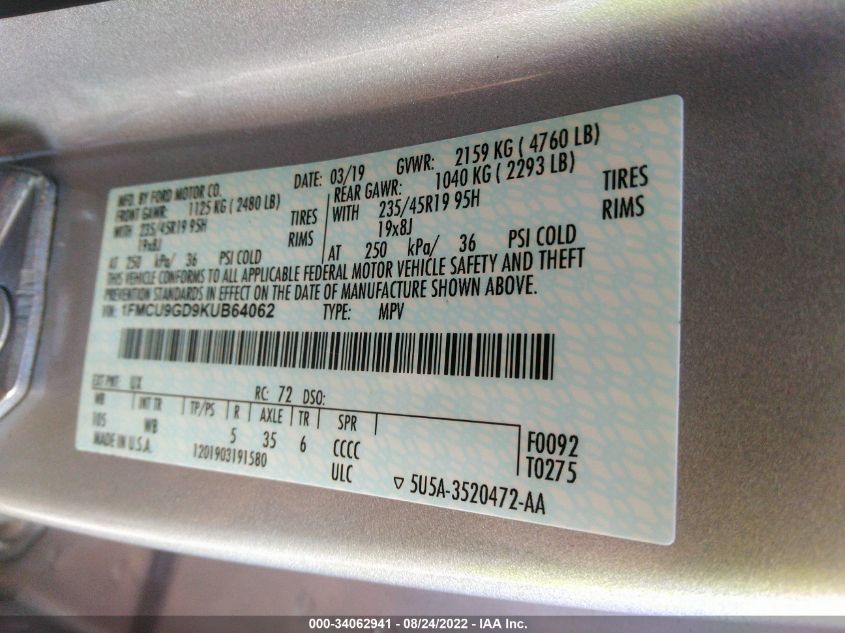 MFD. BY FORD MOTOR CO.
DATE: 03/19 GVWR: 2159 KG ( 4760 LB)
FRONT GAWR: 1125 KG ( 2480 LB)
REAR GAWR: 1040 KG ( 2293 LB)
WITH 235/45R19 95H TIRES
WITH 235/45R19 95H TIRES
19x8J RIMS
19x8J RIMS
AT 250 kPa/ 36 PSI COLD
AT 250 kPa/ 36 PSI COLD
THIS VEHICLE CONFORMS TO ALL APPLICABLE FEDERAL MOTOR VEHICLE SAFETY AND THEFT
PREVENTION STANDARDS IN EFFECT ON THE DATE OF MANUFACTURE SHOWN ABOVE.
VIN: 1FMCU9GD9KUB64062 TYPE: MPV
EXT PNT: UX RC: 72 DSO:
WB INT TR TP/PS R AXLE TR SPR
105 WB 5 35 6 CCCC
F0092
MADE IN U.S.A. 1201903191580 ULC
T0275
▽ 5U5A-3520472-AA
000-34062941 - 08/24/2022 - IAA Inc.